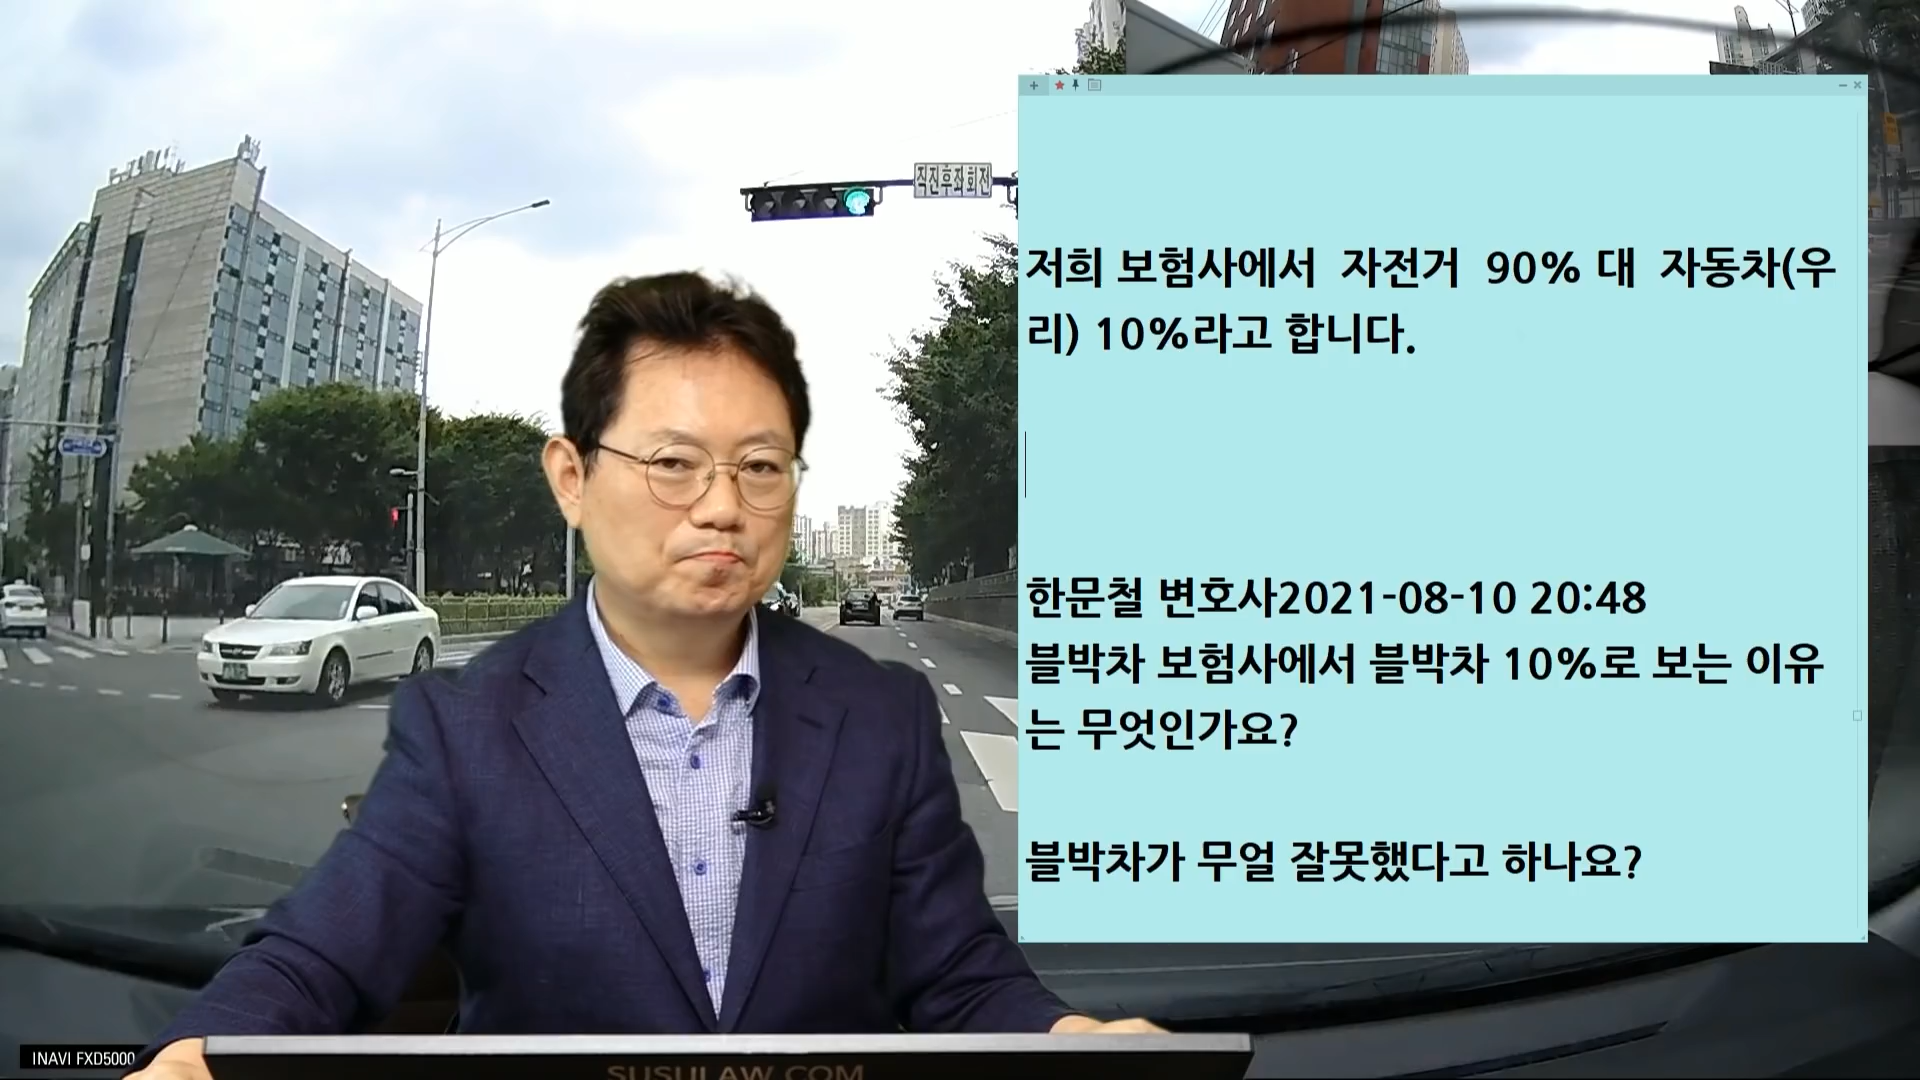 직진후좌회전
저희 보험사에서 자전거 90% 대 자동차(우
리) 10%라고 합니다.
한문철 변호사2021-08-10 20:48
블박차 보험사에서 블박차 10%로 보는 이유
는 무엇인가요?
블박차가 무얼 잘못했다고 하나요?
INAVI FXD5000
SUSULAW.COM